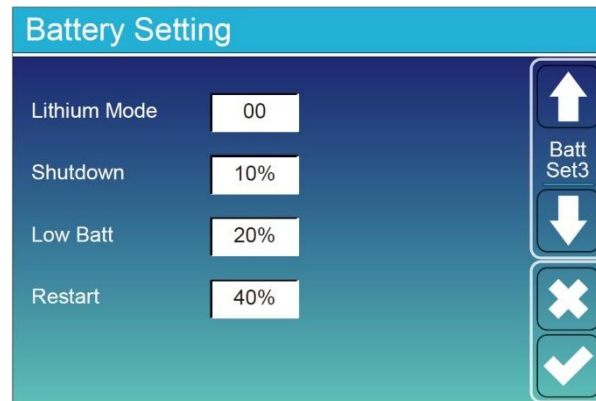 Battery Setting
Lithium Mode 00
Shutdown 10%
Low Batt 20%
Restart 40%
Batt
Set3